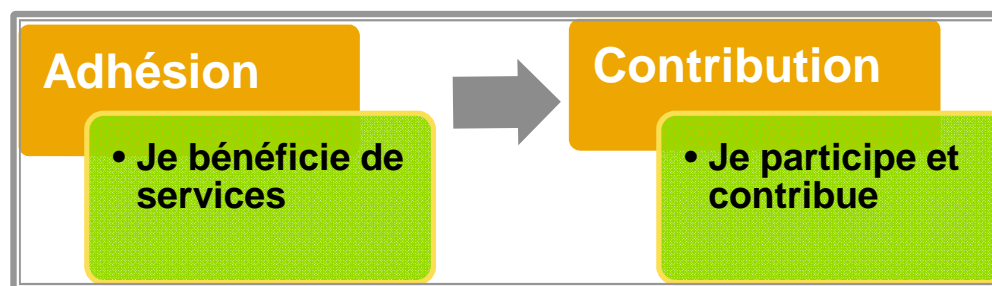 Adhésion
• Je bénéficie de
services
Contribution
• Je participe et
contribue